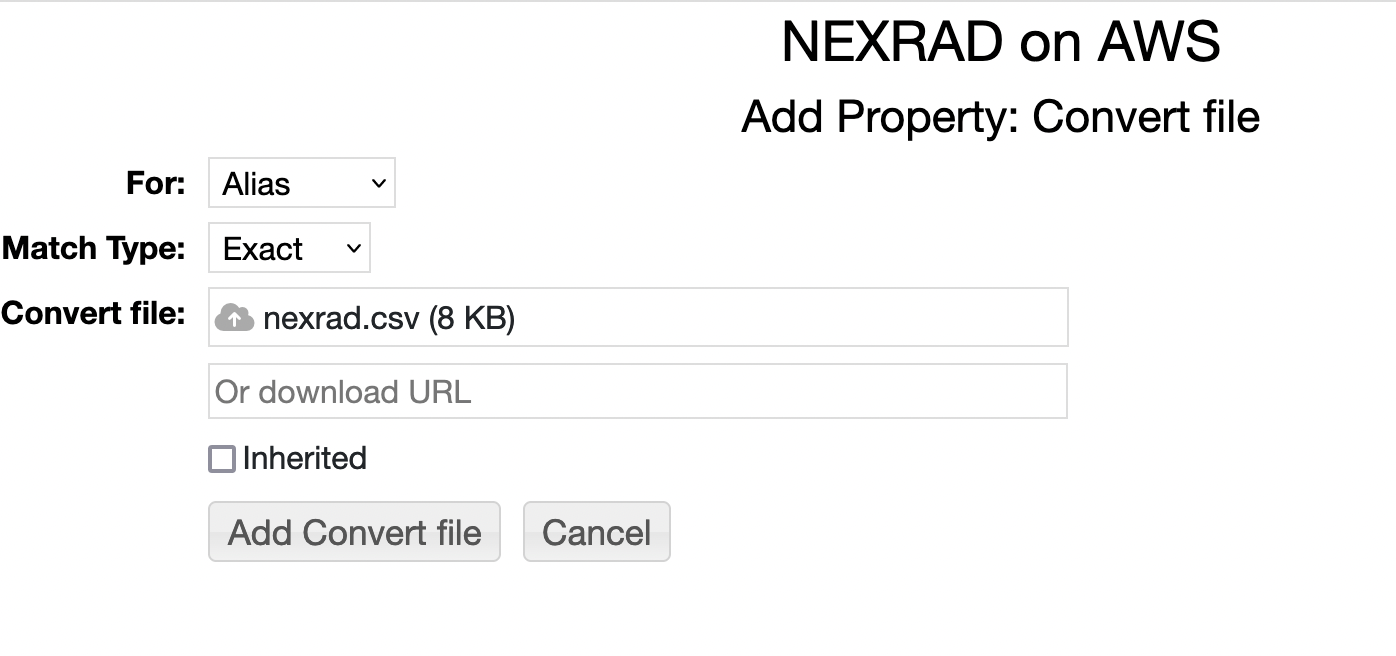 NEXRAD on AWS
Add Property: Convert file
For: Alias
Match Type: Exact
Convert file: nexrad.csv (8 KB)
Or download URL
Inherited
Add Convert file Cancel